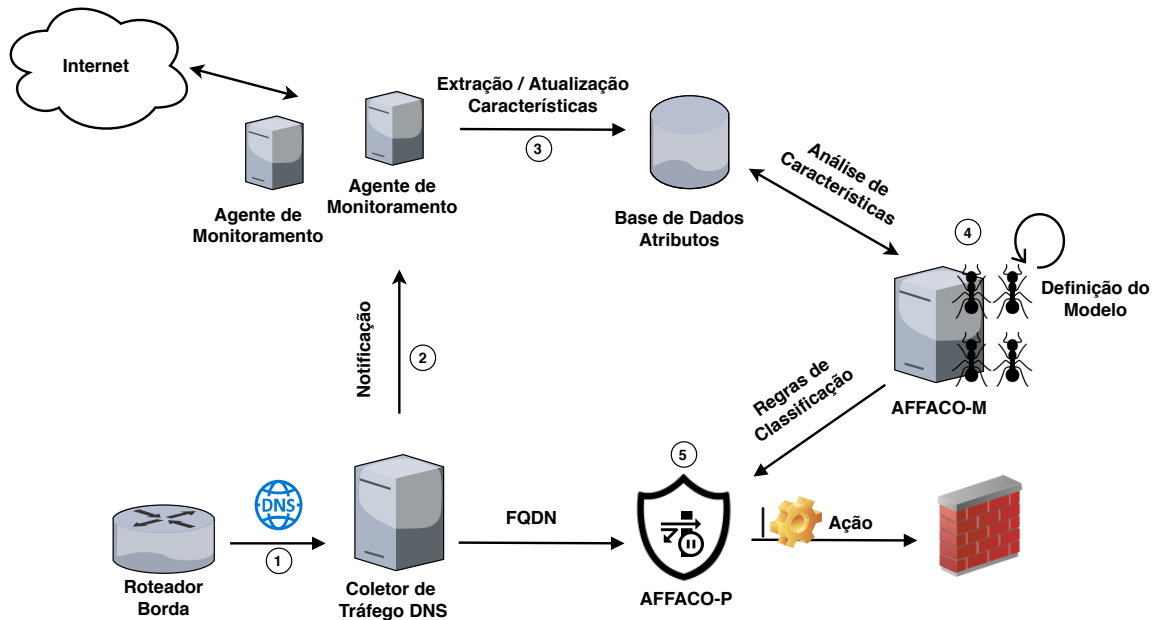 Internet
Agente de
Monitoramento
Agente de
Monitoramento
Extração / Atualização
Características
3
Base de Dados
Atributos
Análise de
Características
4
Definição do
Modelo
AFFACO-M
Notificação
2
Regras de
Classificação
5
DNS
1
Roteador
Borda
Coletor de
Tráfego DNS
FQDN
AFFACO-P
Ação